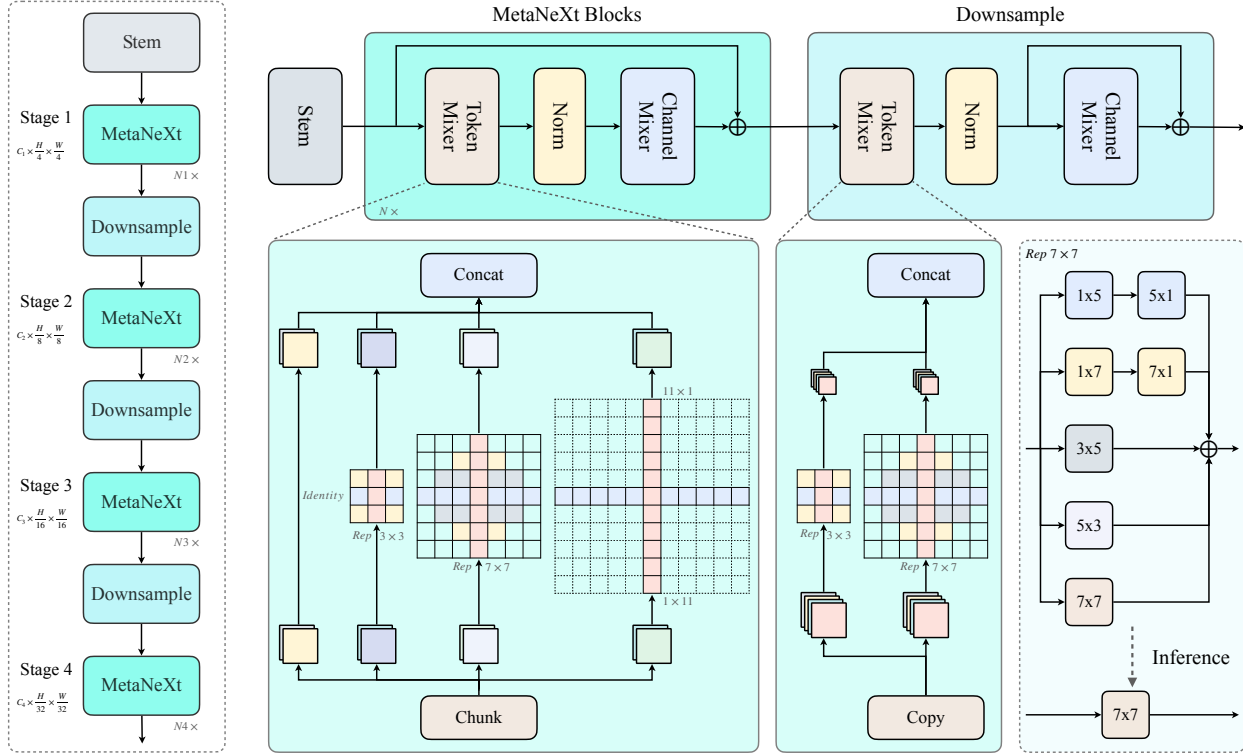 Stem
Stage 1
C₁ × H/4 × W/4
MetaNeXt
N1 ×
Downsample
Stage 2
C₂ × H/8 × W/8
MetaNeXt
N2 ×
Downsample
Stage 3
C₃ × H/16 × W/16
MetaNeXt
N3 ×
Downsample
Stage 4
C₄ × H/32 × W/32
MetaNeXt
N4 ×
MetaNeXt Blocks
Stem
Token
Mixer
Norm
Channel
Mixer
N ×
Downsample
Token
Mixer
Norm
Channel
Mixer
Concat
11 × 1
Identity
Rep 3 × 3
Rep 7 × 7
1 × 11
Chunk
Concat
Rep 3 × 3
Rep 7 × 7
Copy
Rep 7 × 7
1x5
5x1
1x7
7x1
3x5
5x3
7x7
Inference
7x7